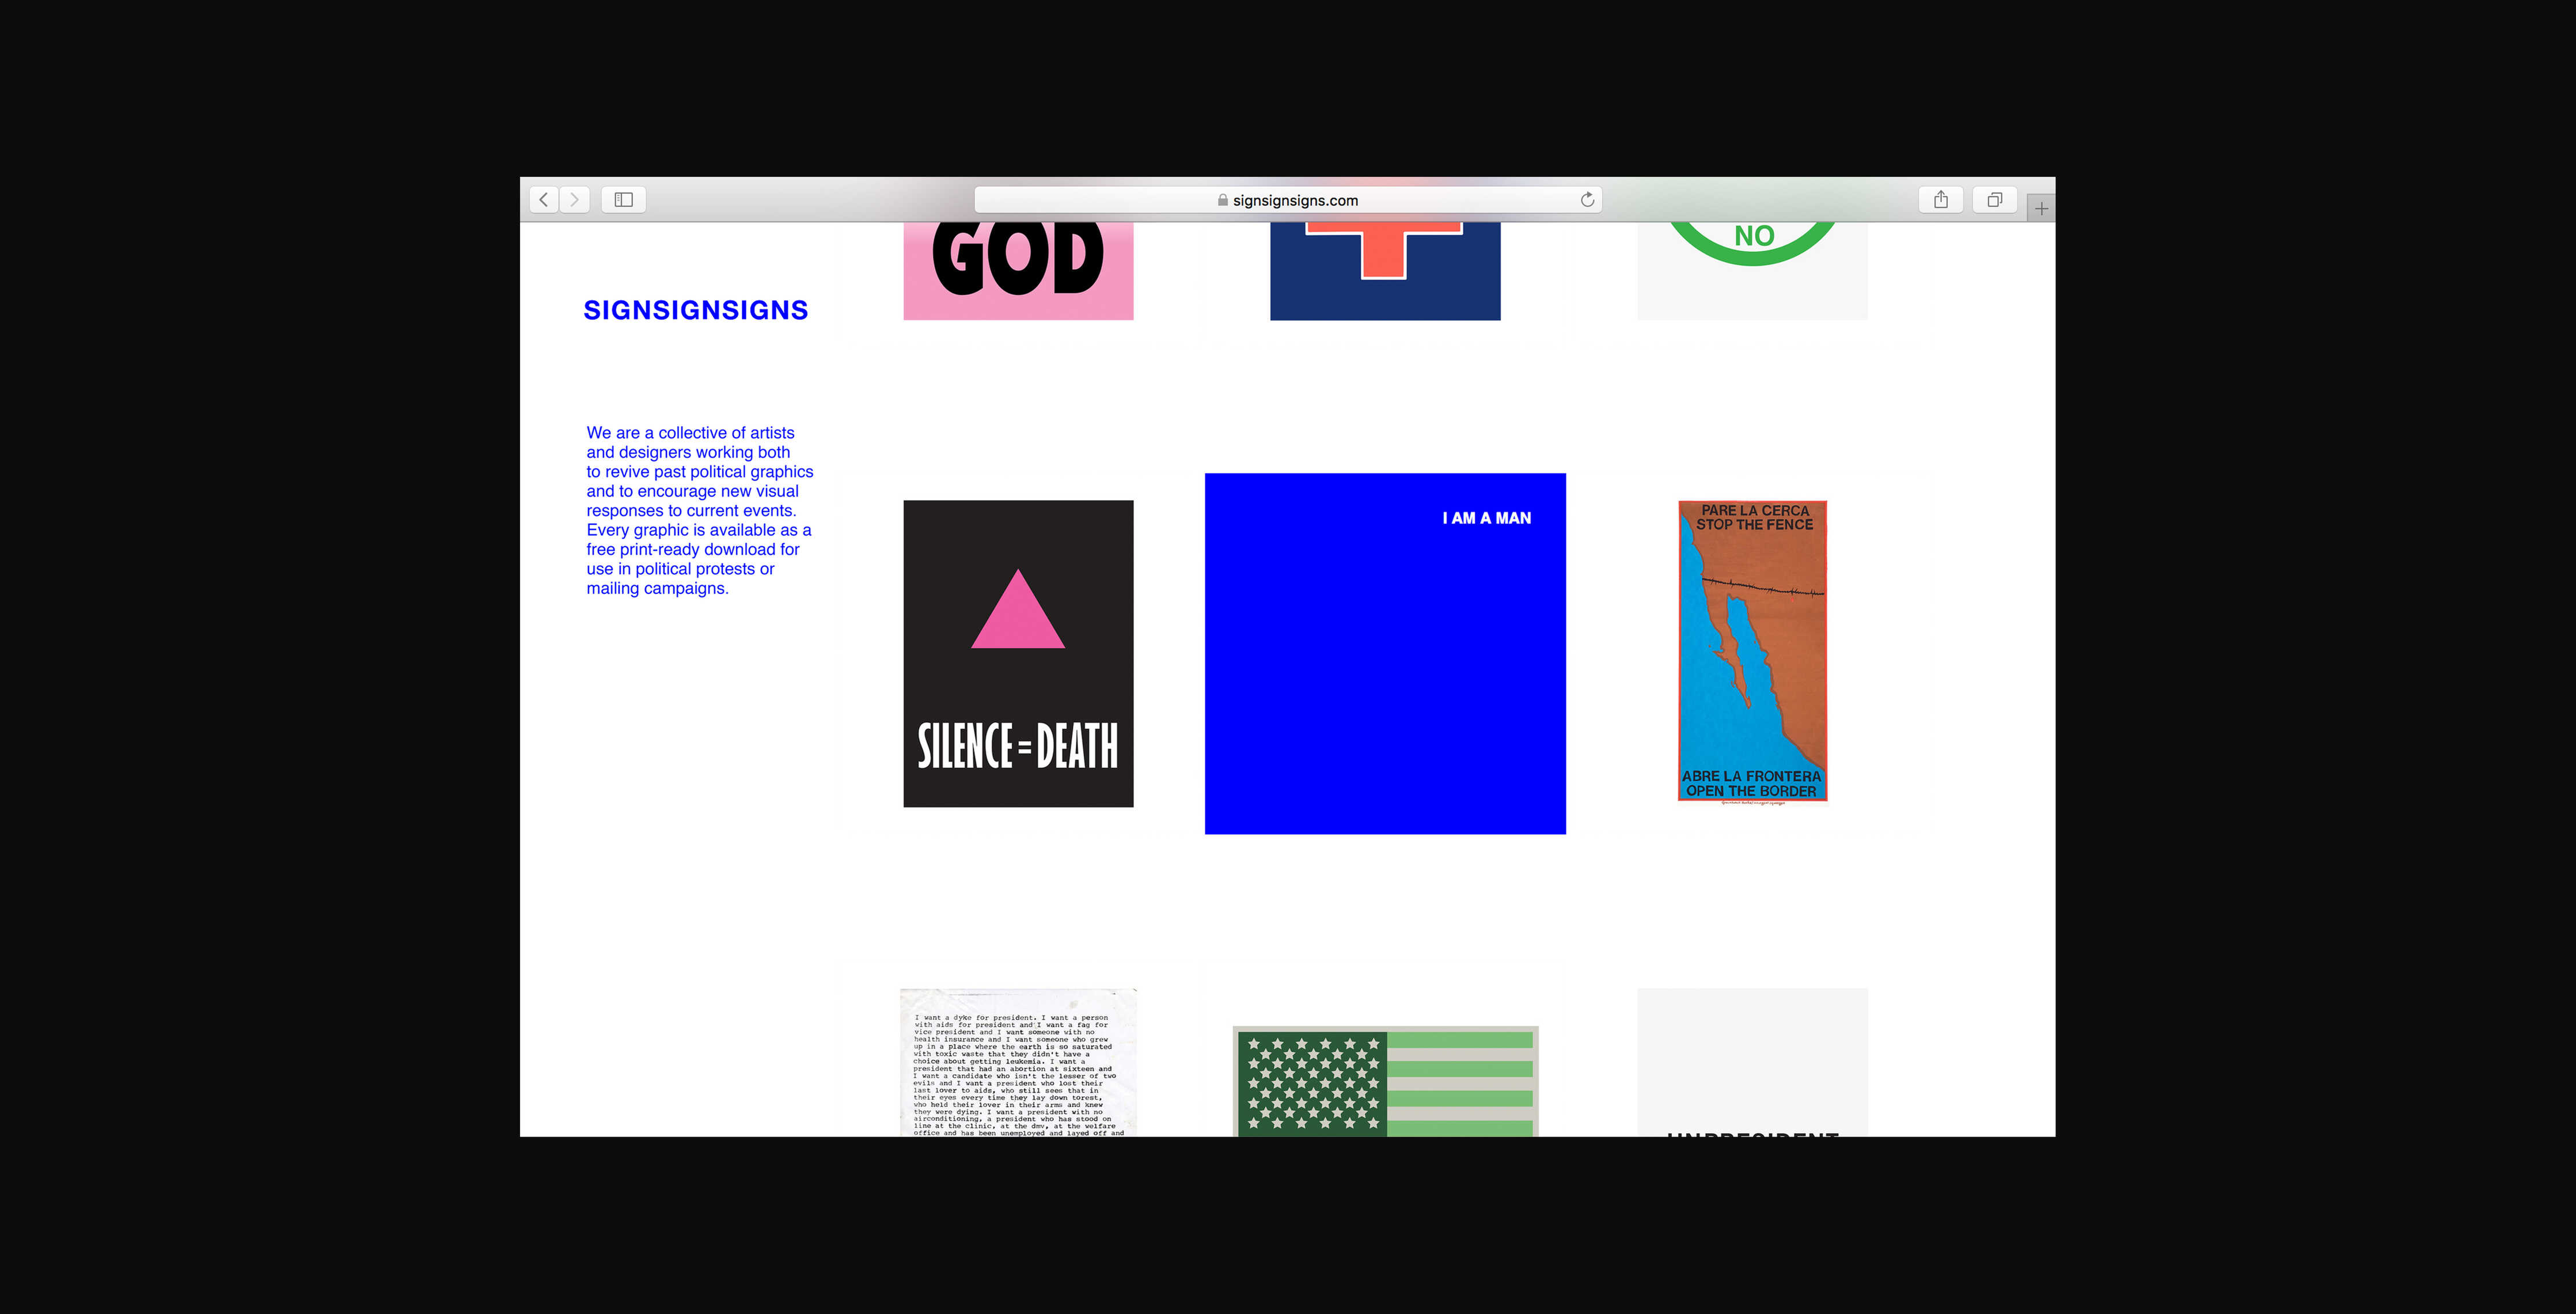 signsignsigns.com
GOD
NO
SIGNSIGNSIGNS
We are a collective of artists
and designers working both
to revive past political graphics
and to encourage new visual
responses to current events.
Every graphic is available as a
free print-ready download for
use in political protests or
mailing campaigns.
SILENCE=DEATH
I AM A MAN
PARE LA CERCA
STOP THE FENCE
ABRE LA FRONTERA
OPEN THE BORDER
I want a dyke for president. I want a person
with aids for president and I want a fag for
vice president and I want someone with no
health insurance and I want someone who grew
up in a place where the earth is so saturated
with toxic waste that they didn't have a
choice about getting leukemia. I want a
president that had an abortion at sixteen and
I want a candidate who isn't the lesser of two
evils and I want a president who lost their
last lover to aids, who still sees that in
their eyes every time they lay down torest,
who held their lover in their arms and knew
they were dying. I want a president with no
airconditioning, a president who has stood on
line at the clinic, at the dmv, at the welfare
office and has been unemployed and layed off and
UNPRESIDENT